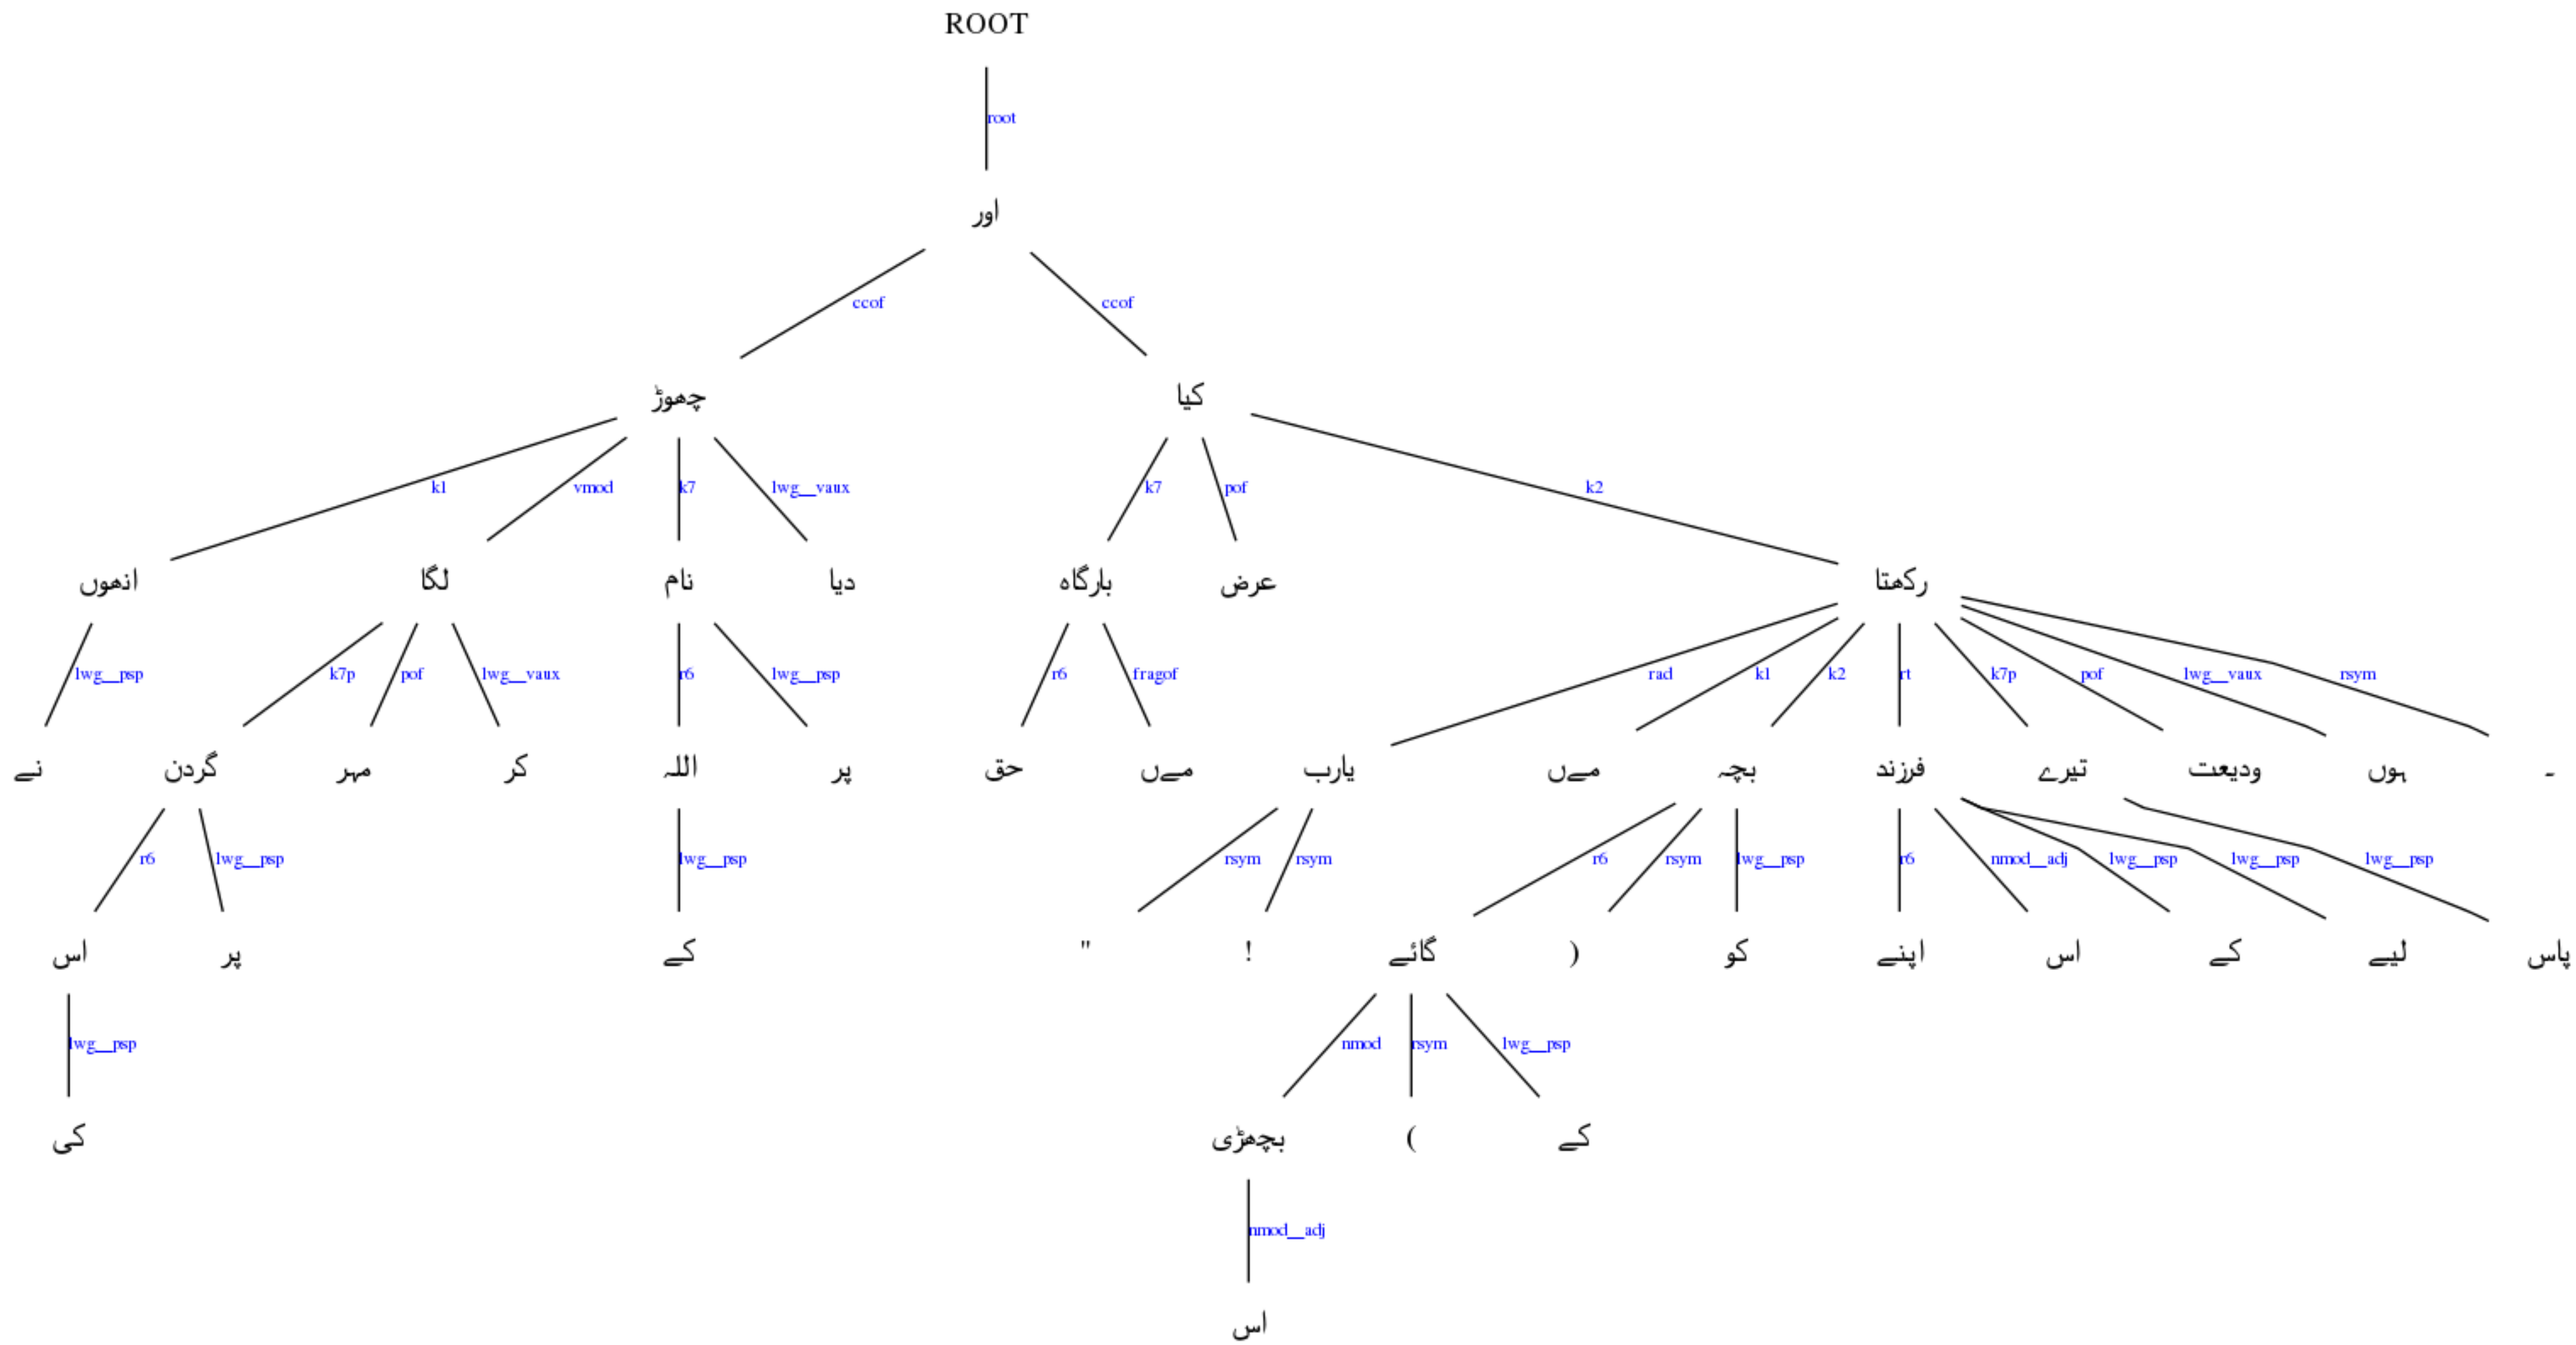 ROOT
root
اور
ccof ccof
چھوڑ کیا
k1 vmod k7 lwg__vaux k7 pof k2
انھوں لگا نام دیا بارگاہ عرض رکھتا
lwg__psp k7p pof lwg__vaux r6 lwg__psp r6 fragof rad k1 k2 rt k7p pof lwg__vaux rsym
نے گردن مہر کر اللہ پر حق مےں یارب مےں بچہ فرزند تیرے ودیعت ہوں ۔
r6 lwg__psp lwg__psp rsym rsym r6 rsym lwg__psp r6 nmod__adj lwg__psp lwg__psp lwg__psp
اس پر کے " ! گائے ) کو اپنے اس کے لیے پاس
lwg__psp nmod rsym lwg__psp
کی بچھڑی ( کے
nmod__adj
اس